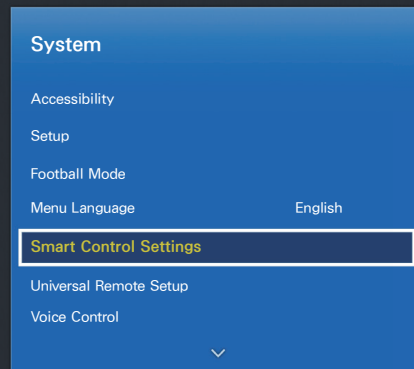 System
Accessibility
Setup
Football Mode
Menu Language English
Smart Control Settings
Universal Remote Setup
Voice Control